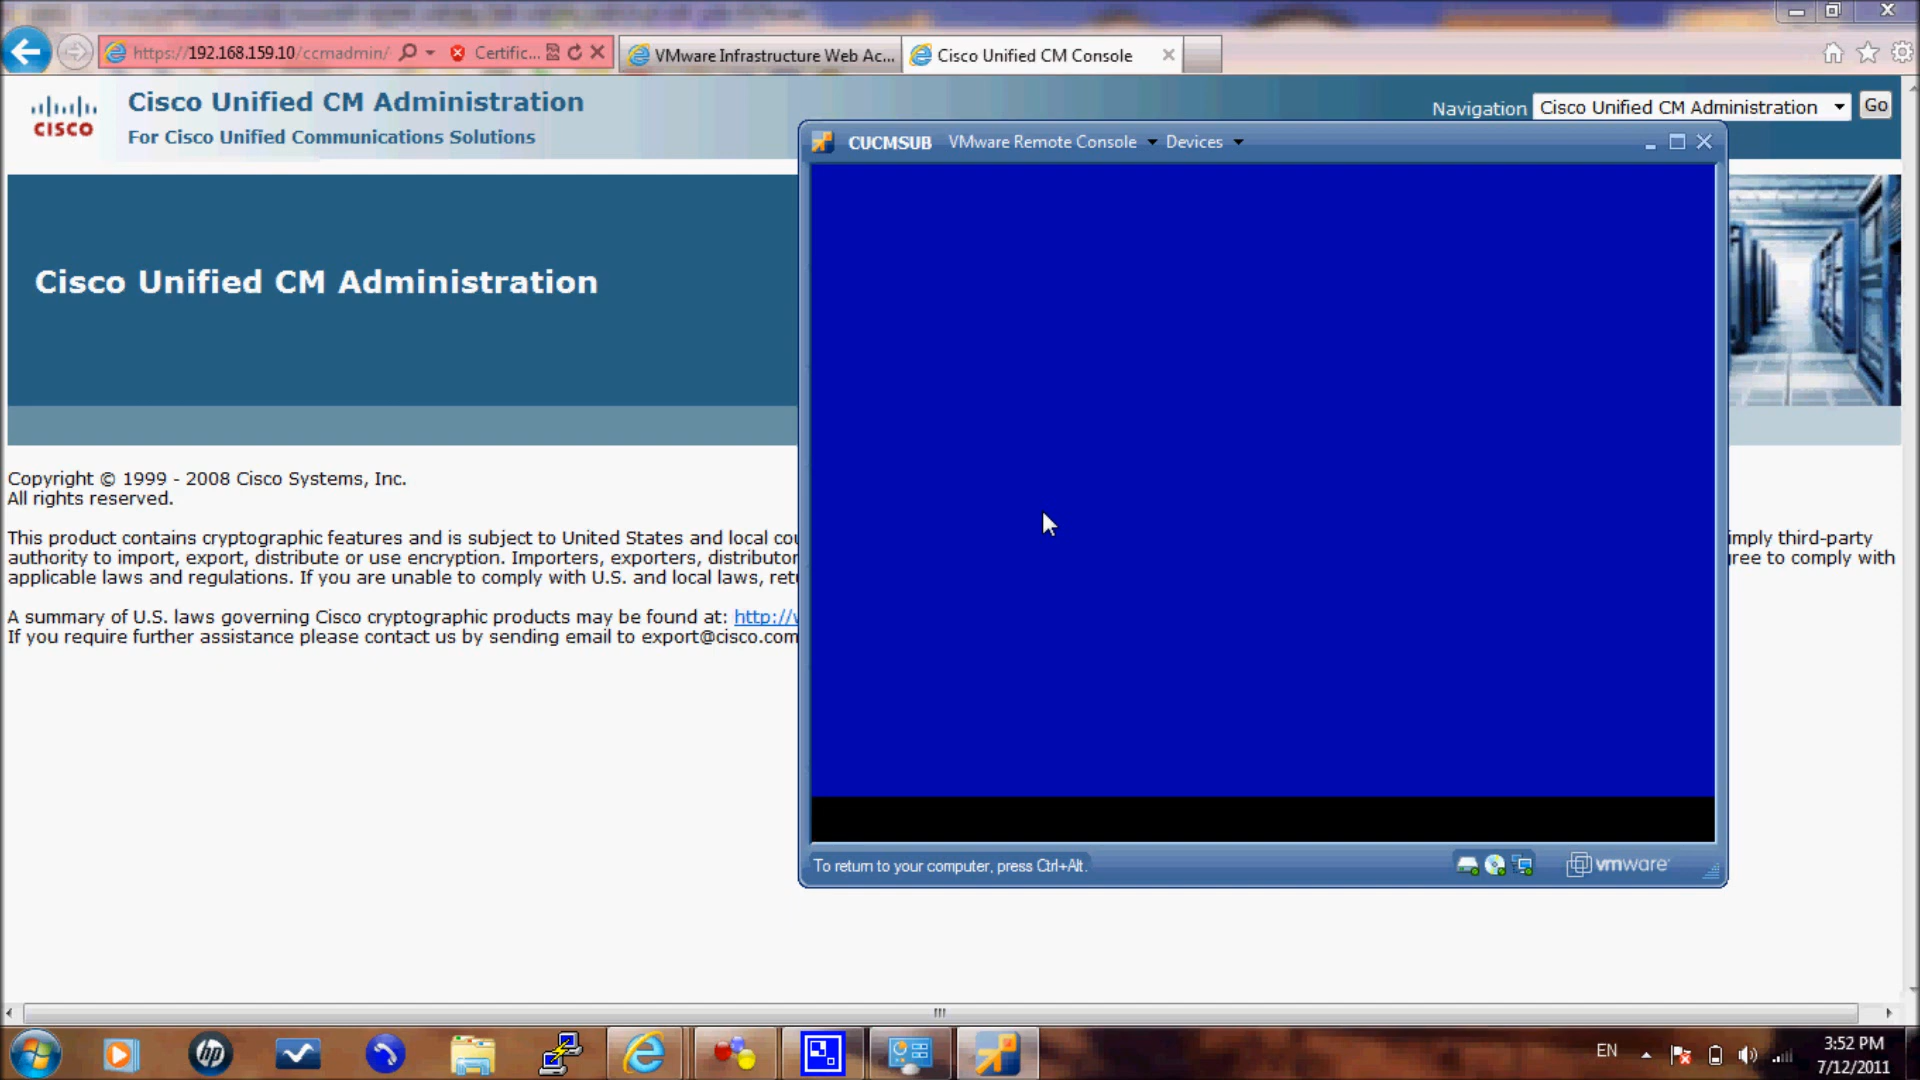 https://192.168.159.10/ccmadmin/
Certific...
VMware Infrastructure Web Ac...
Cisco Unified CM Console
CISCO
Cisco Unified CM Administration
For Cisco Unified Communications Solutions
Navigation
Cisco Unified CM Administration
Go
CUCMSUB
VMware Remote Console
Devices
Cisco Unified CM Administration
Copyright © 1999 - 2008 Cisco Systems, Inc.
All rights reserved.
This product contains cryptographic features and is subject to United States and local
imply third-party
authority to import, export, distribute or use encryption. Importers, exporters,
to comply with
applicable laws and regulations. If you are unable to comply with U.S. and local laws,
A summary of U.S. laws governing Cisco cryptographic products may be found at: http://
If you require further assistance please contact us by sending email to export@cisco.com
To return to your computer, press Ctrl+Alt.
vmware
hp
EN
3:52 PM
7/12/2011